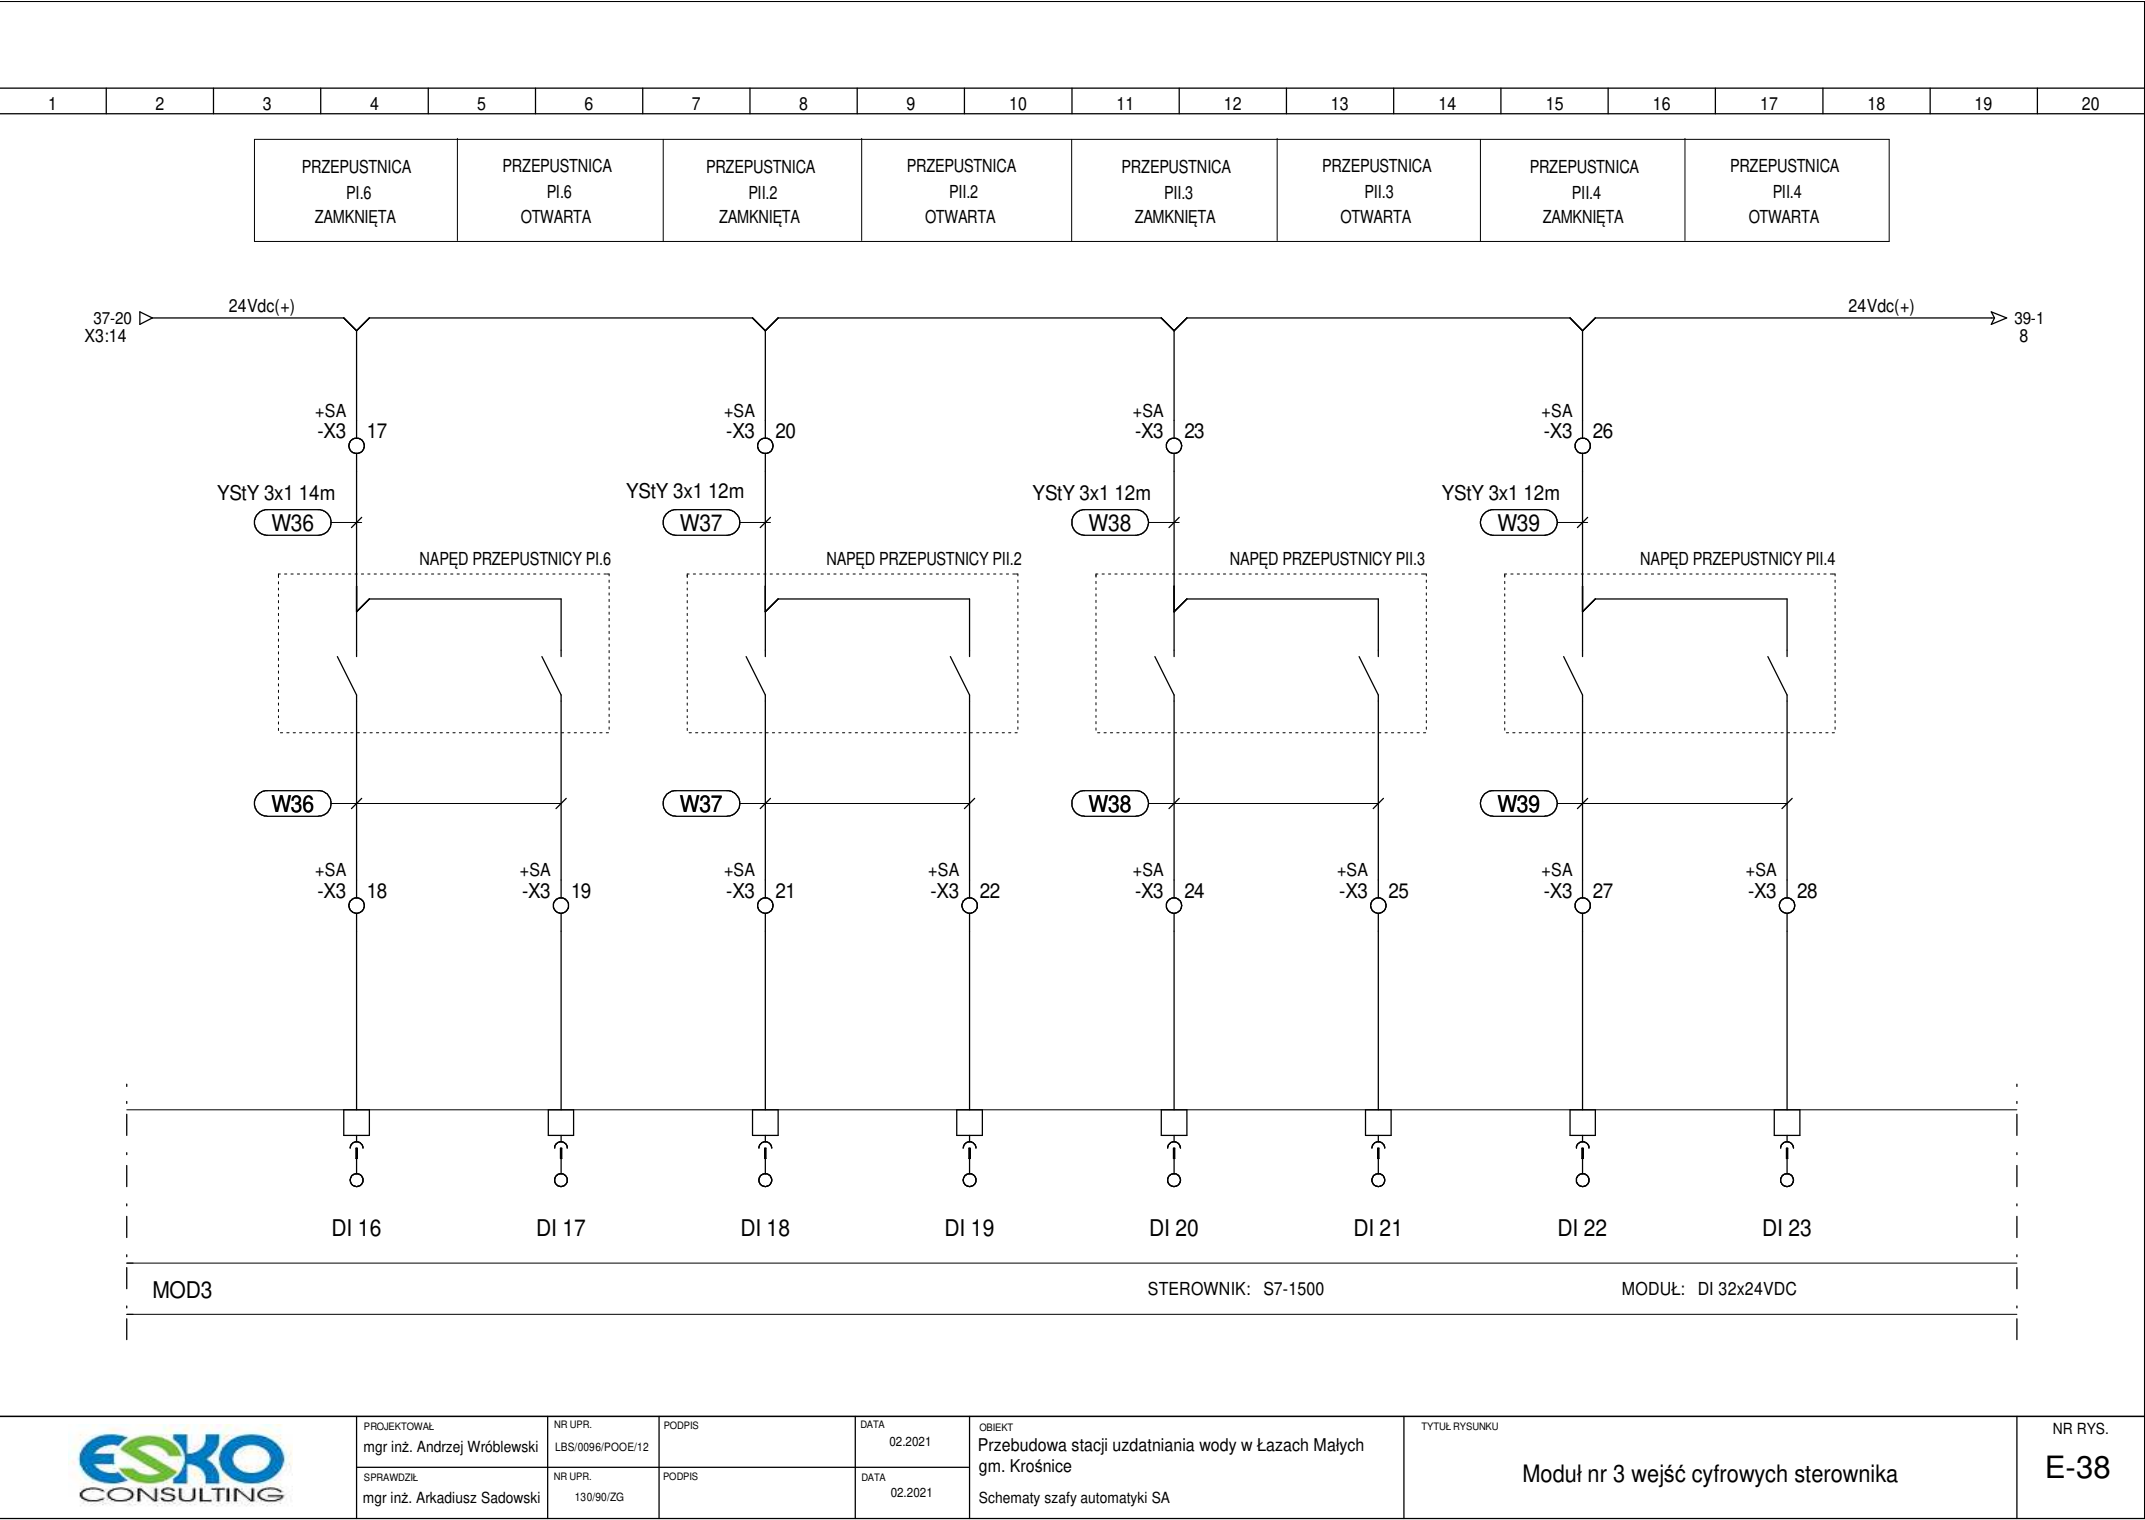 1 2 3 4 5 6 7 8 9 10 11 12 13 14 15 16 17 18 19 20
PRZEPUSTNICA PRZEPUSTNICA PRZEPUSTNICA PRZEPUSTNICA PRZEPUSTNICA PRZEPUSTNICA PRZEPUSTNICA PRZEPUSTNICA
PI.6 PI.6 PII.2 PII.2 PII.3 PII.3 PII.4 PII.4
ZAMKNIĘTA OTWARTA ZAMKNIĘTA OTWARTA ZAMKNIĘTA OTWARTA ZAMKNIĘTA OTWARTA
24Vdc(+) 24Vdc(+)
37-20 39-1
X3:14 8
+SA +SA +SA +SA
-X3 17 -X3 20 -X3 23 -X3 26
YStY 3x1 14m YStY 3x1 12m YStY 3x1 12m YStY 3x1 12m
W36 W37 W38 W39
NAPĘD PRZEPUSTNICY PI.6 NAPĘD PRZEPUSTNICY PII.2 NAPĘD PRZEPUSTNICY PII.3 NAPĘD PRZEPUSTNICY PII.4
W36 W37 W38 W39
+SA +SA +SA +SA +SA +SA +SA +SA
-X3 18 -X3 19 -X3 21 -X3 22 -X3 24 -X3 25 -X3 27 -X3 28
DI 16 DI 17 DI 18 DI 19 DI 20 DI 21 DI 22 DI 23
MOD3 STEROWNIK: S7-1500 MODUŁ: DI 32x24VDC
ESKO
CONSULTING
PROJEKTOWAŁ NR UPR. PODPIS DATA
mgr inż. Andrzej Wróblewski LBS/0096/POOE/12 02.2021
SPRAWDZIŁ NR UPR. PODPIS DATA
mgr inż. Arkadiusz Sadowski 130/90/ZG 02.2021
OBIEKT
Przebudowa stacji uzdatniania wody w Łazach Małych
gm. Krośnice
Schematy szafy automatyki SA
TYTUŁ RYSUNKU
Moduł nr 3 wejść cyfrowych sterownika
NR RYS.
E-38